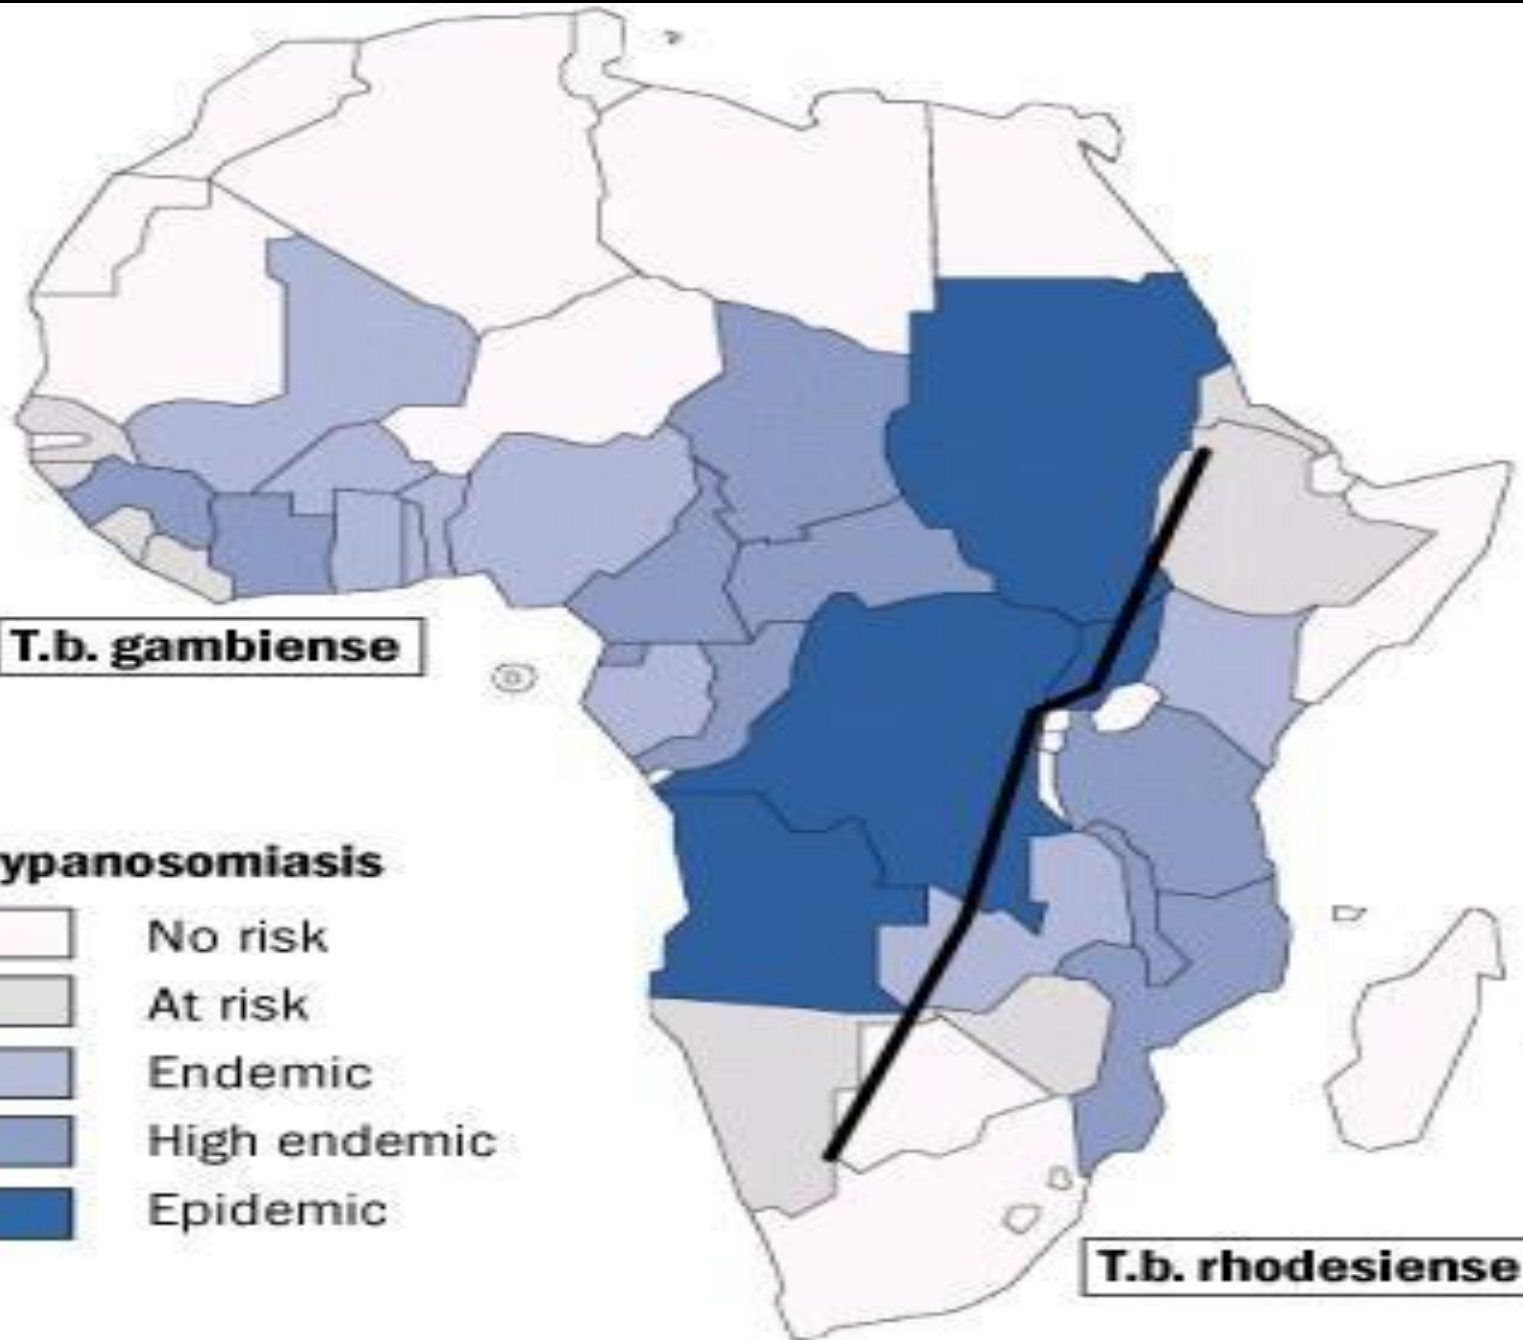 T.b. gambiense
ypanosomiasis
No risk
At risk
Endemic
High endemic
Epidemic
T.b. rhodesiense